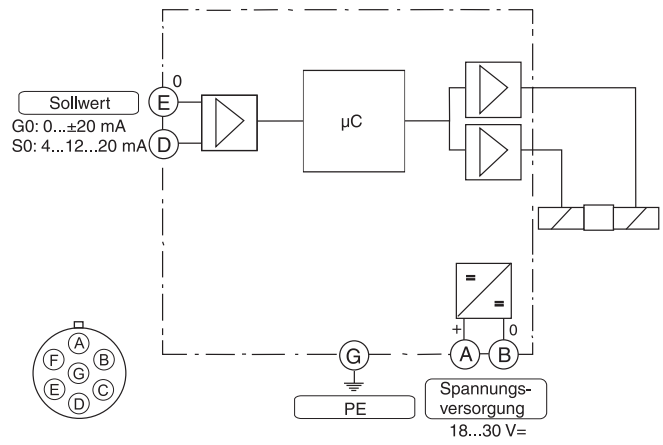 0
Sollwert
E
G0: 0...±20 mA
S0: 4...12...20 mA
D
µC
=
=
+
0
A
B
G
Spannungs-
versorgung
18...30 V=
PE
A
F
B
G
E
C
D